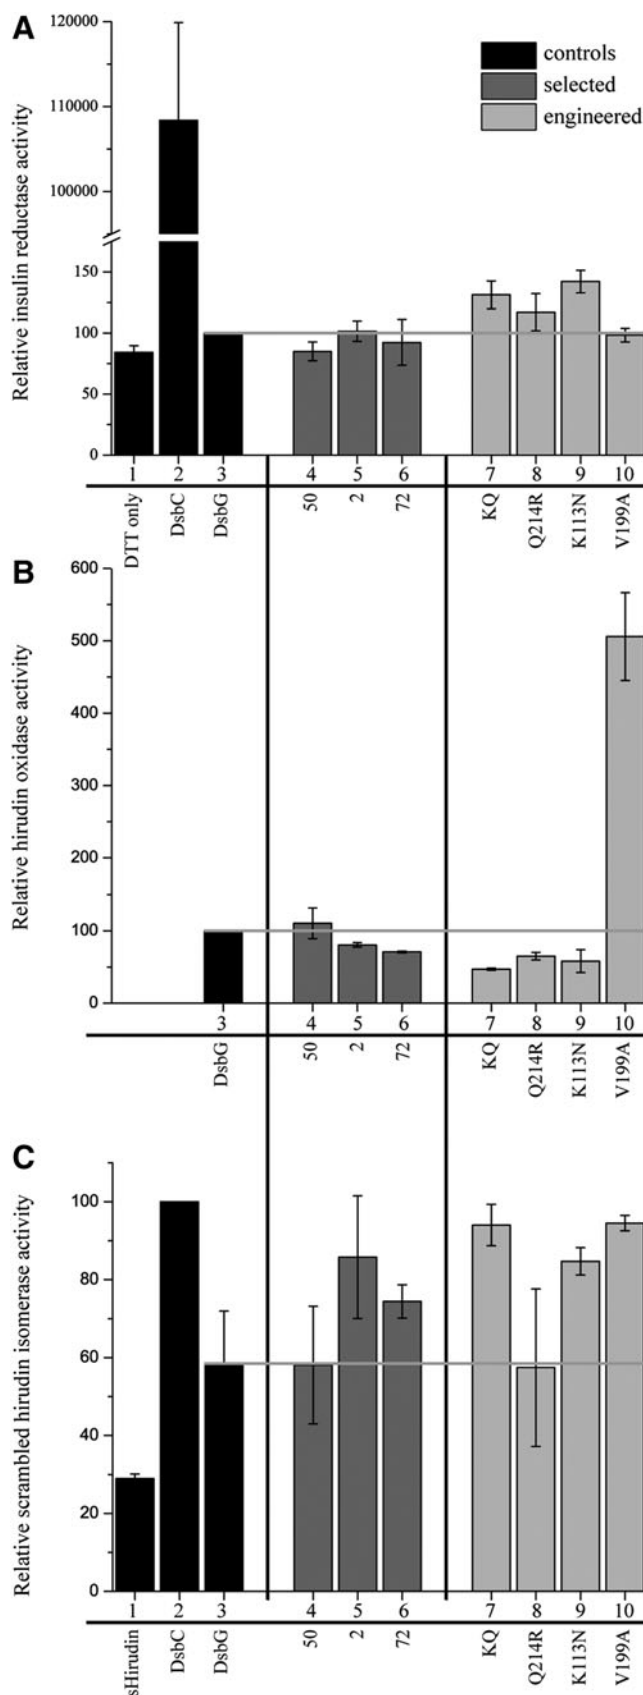 A
Relative insulin reductase activity
120000
110000
100000
150
100
50
0
controls
selected
engineered
1 2 3 4 5 6 7 8 9 10
DTT only DsbC DsbG 50 2 72 KQ Q214R K113N V199A
B
Relative hirudin oxidase activity
600
500
400
300
200
100
0
3 4 5 6 7 8 9 10
DsbG 50 2 72 KQ Q214R K113N V199A
C
Relative scrambled hirudin isomerase activity
100
80
60
40
20
0
1 2 3 4 5 6 7 8 9 10
sHirudin DsbC DsbG 50 2 72 KQ Q214R K113N V199A